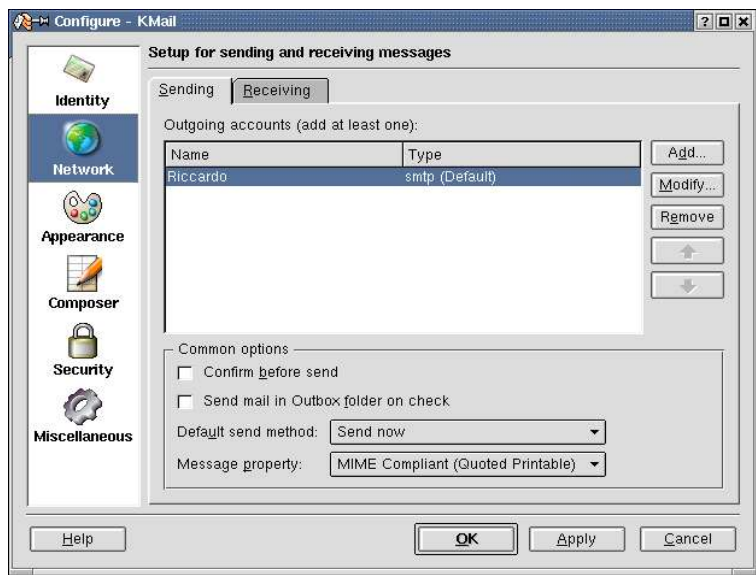 Configure - KMail
Setup for sending and receiving messages
Identity
Network
Appearance
Composer
Security
Miscellaneous
Sending
Receiving
Outgoing accounts (add at least one):
Name Type
Riccardo smtp (Default)
Add...
Modify...
Remove
Common options
Confirm before send
Send mail in Outbox folder on check
Default send method: Send now
Message property: MIME Compliant (Quoted Printable)
Help OK Apply Cancel